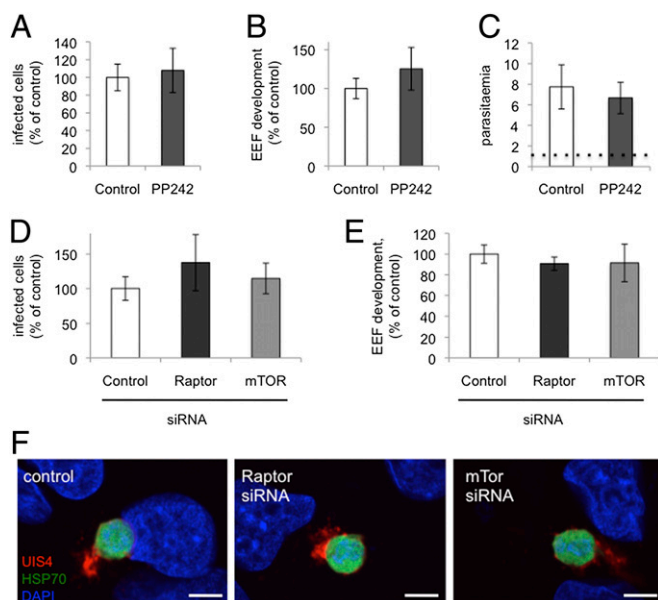 A
infected cells
(% of control)
140
120
100
80
60
40
20
0
Control PP242
B
EEF development
(% of control)
150
100
50
0
Control PP242
C
parasitaemia
12
10
8
6
4
2
0
Control PP242
D
infected cells
(% of control)
150
100
50
0
Control Raptor mTOR
siRNA
E
EEF development,
(% of control)
120
100
80
60
40
20
0
Control Raptor mTOR
siRNA
F
control
UIS4
HSP70
DAPI
Raptor
siRNA
mTor
siRNA